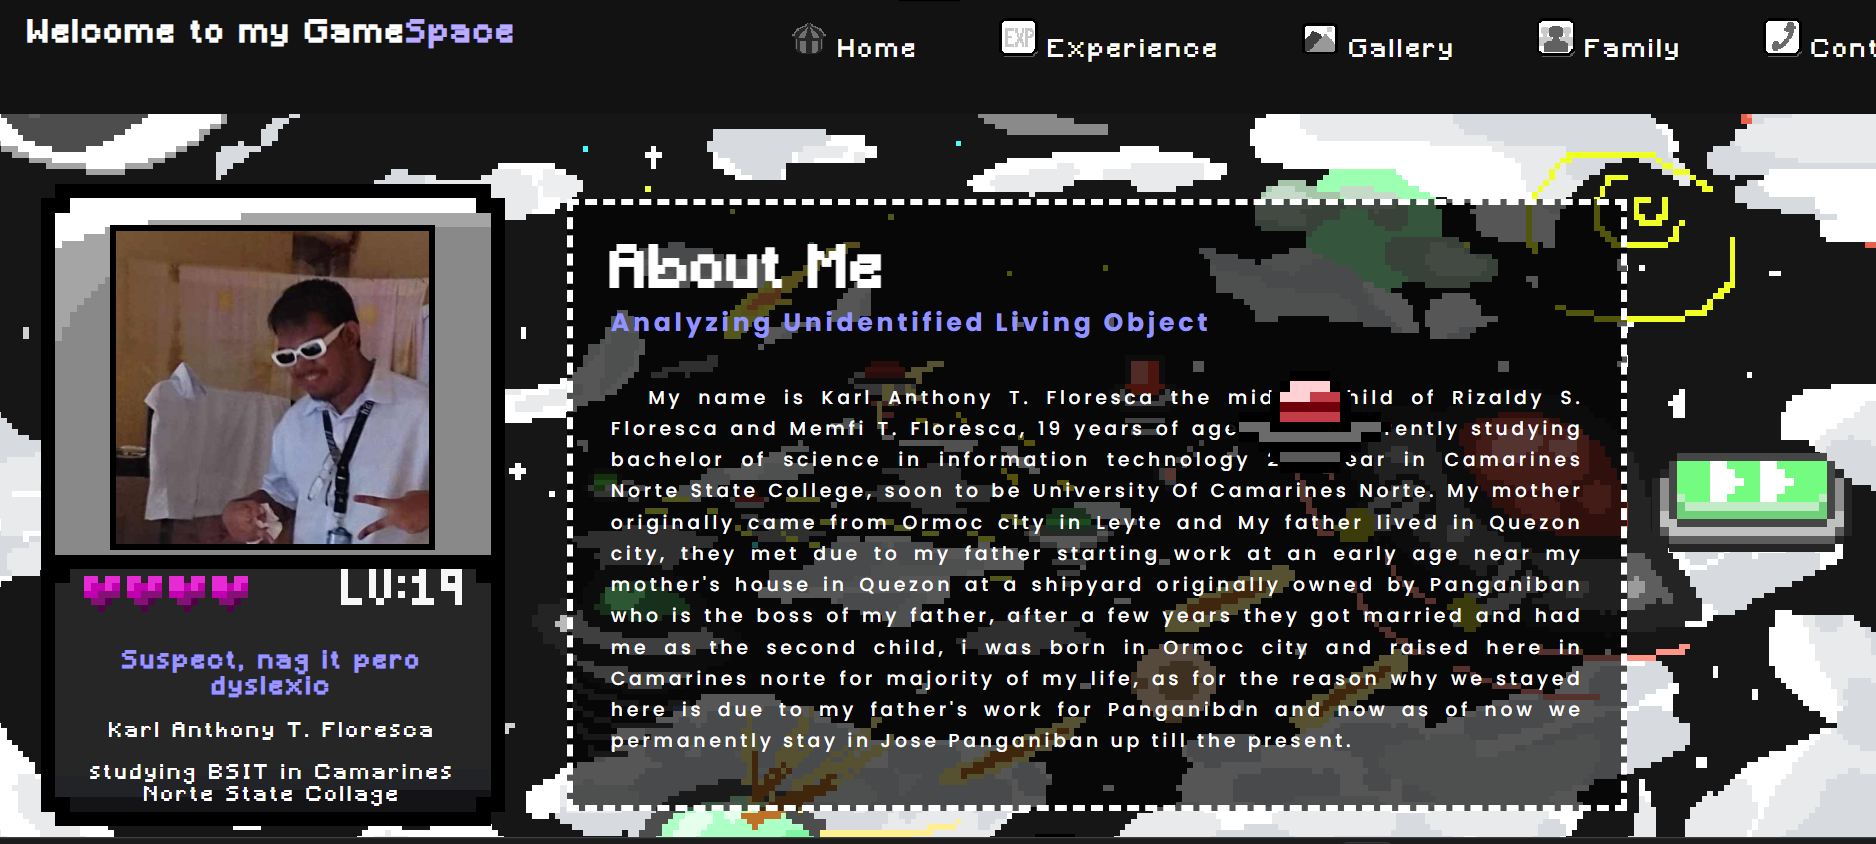 Welcome to my GameSpace
Home
EXP
Experience
Gallery
Family
Cont
LV:19
Suspect, nag it pero
dyslexic
Karl Anthony T. Floresca
studying BSIT in Camarines
Norte State Collage
About Me
Analyzing Unidentified Living Object
My name is Karl Anthony T. Floresca the mid hild of Rizaldy S.
Floresca and Memfi T. Floresca, 19 years of age ently studying
bachelor of science in information technology 2 ear in Camarines
Norte State College, soon to be University Of Camarines Norte. My mother
originally came from Ormoc city in Leyte and My father lived in Quezon
city, they met due to my father starting work at an early age near my
mother's house in Quezon at a shipyard originally owned by Panganiban
who is the boss of my father, after a few years they got married and had
me as the second child, i was born in Ormoc city and raised here in
Camarines norte for majority of my life, as for the reason why we stayed
here is due to my father's work for Panganiban and now as of now we
permanently stay in Jose Panganiban up till the present.